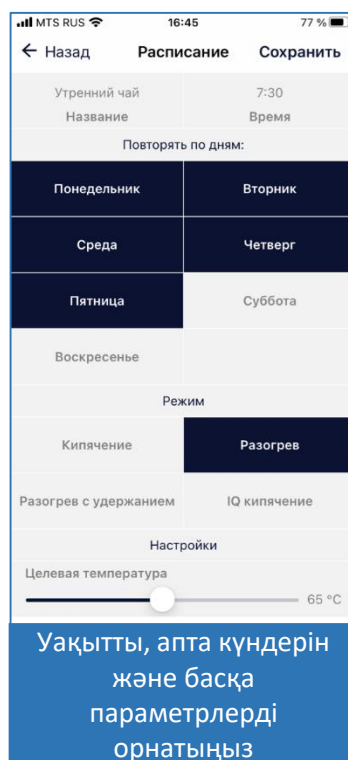 MTS RUS 16:45 77 %
← Назад Расписание Сохранить
Утренний чай 7:30
Название Время
Повторять по дням:
Понедельник Вторник
Среда Четверг
Пятница Суббота
Воскресенье
Режим
Кипячение Разогрев
Разогрев с удержанием IQ кипячение
Настройки
Целевая температура
65 °C
Уақытты, апта күндерін
және басқа
параметрлерді
орнатыңыз